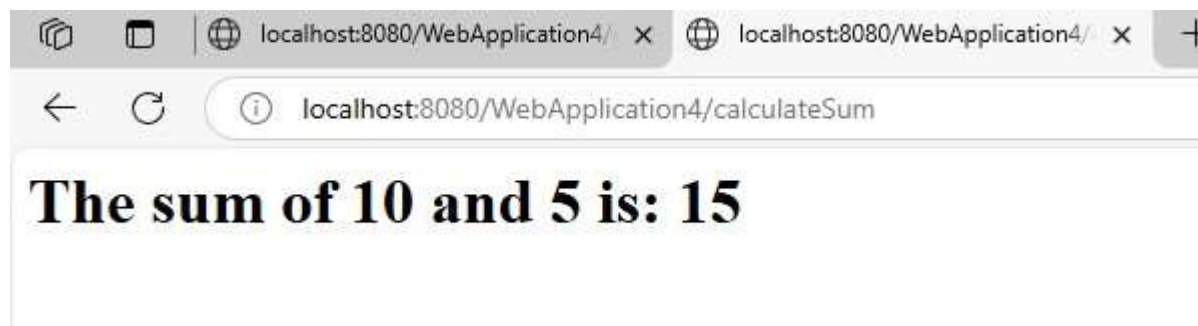 localhost:8080/WebApplication4/
localhost:8080/WebApplication4/
localhost:8080/WebApplication4/calculateSum
The sum of 10 and 5 is: 15